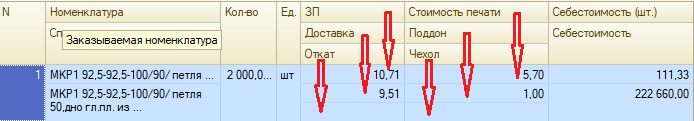 N Номенклатура Кол-во Ед. ЗП Стоимость печати Себестоимость (шт.)
Сп Доставка Поддон Себестоимость
Заказываемая номенклатура
Откат Чехол
1 МКР1 92,5-92,5-100/90/ петля ... 2 000,0... шт 10,71 5,70 111,33
МКР1 92,5-92,5-100/90/ петля 9,51 1,00 222 660,00
50,дно гл.пл. из ...